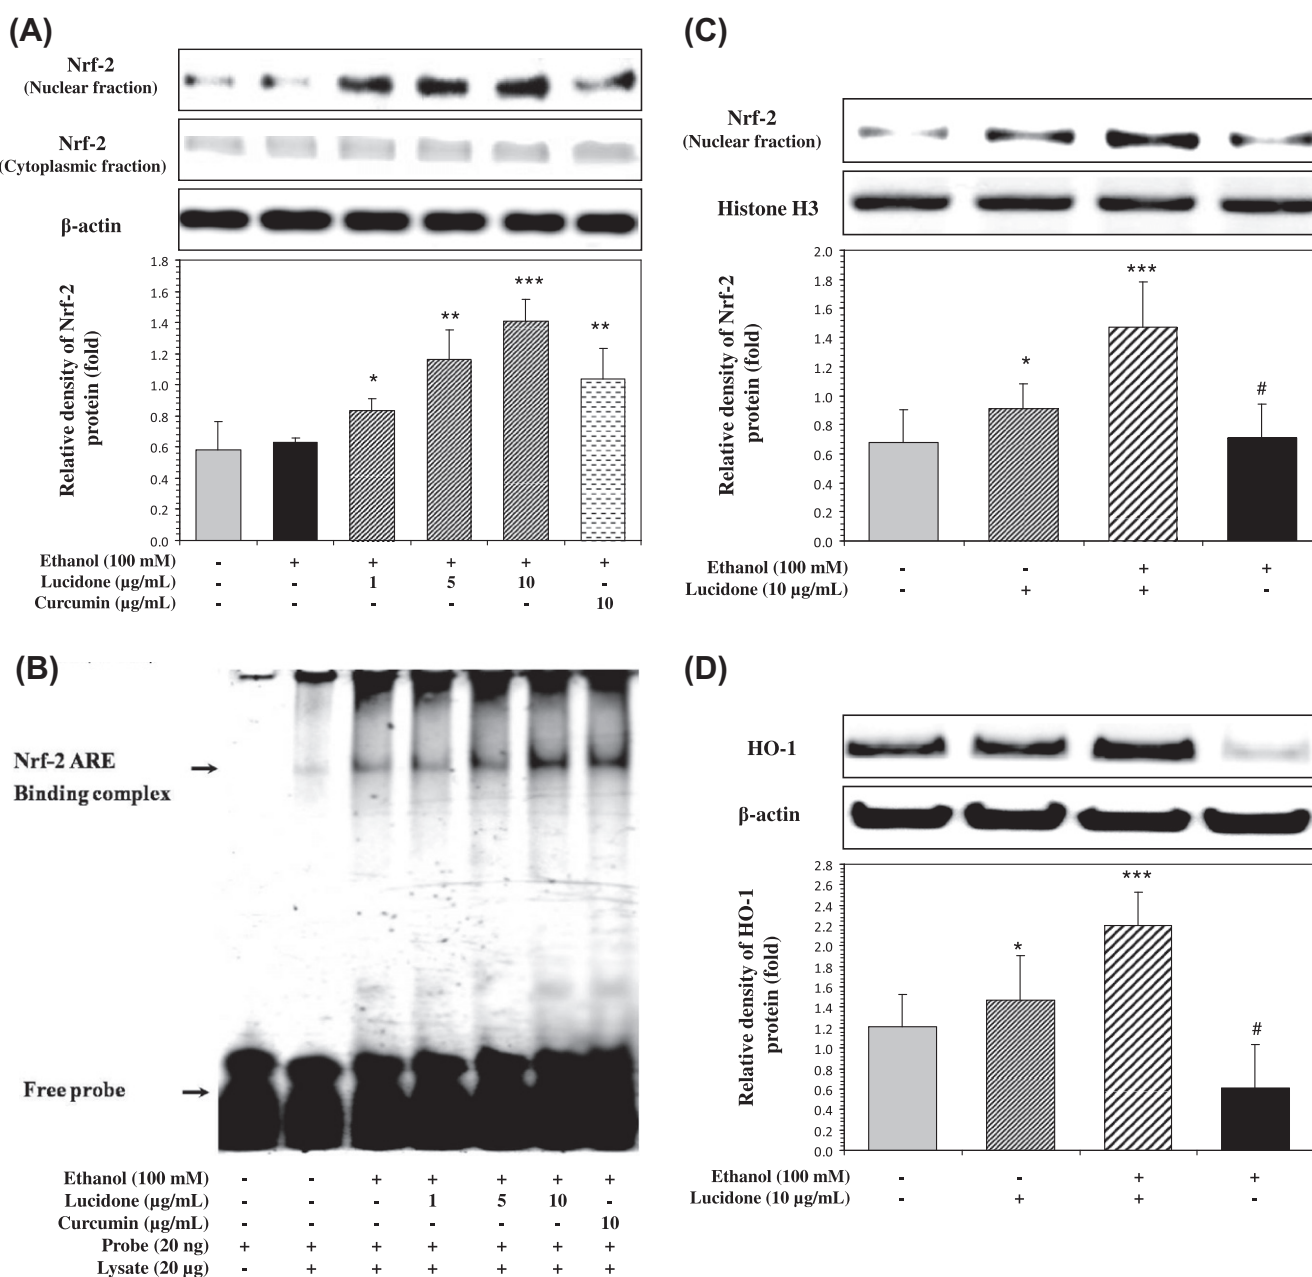 (A)
Nrf-2
(Nuclear fraction)
Nrf-2
(Cytoplasmic fraction)
β-actin
Relative density of Nrf-2
protein (fold)
1.8
1.6
1.4
1.2
1.0
0.8
0.6
0.4
0.2
0.0
* ** *** **
Ethanol (100 mM) - + + + + +
Lucidone (µg/mL) - - 1 5 10 -
Curcumin (µg/mL) - - - - - 10
(C)
Nrf-2
(Nuclear fraction)
Histone H3
Relative density of Nrf-2
protein (fold)
2.0
1.8
1.6
1.4
1.2
1.0
0.8
0.6
0.4
0.2
0.0
* *** #
Ethanol (100 mM) - - + +
Lucidone (10 µg/mL) - + + -
(B)
Nrf-2 ARE
Binding complex
Free probe
Ethanol (100 mM) - - + + + + +
Lucidone (µg/mL) - - - 1 5 10 -
Curcumin (µg/mL) - - - - - - 10
Probe (20 ng) + + + + + + +
Lysate (20 µg) - + + + + + +
(D)
HO-1
β-actin
Relative density of HO-1
protein (fold)
2.8
2.6
2.4
2.2
2.0
1.8
1.6
1.4
1.2
1.0
0.8
0.6
0.4
0.2
0.0
* *** #
Ethanol (100 mM) - - + +
Lucidone (10 µg/mL) - + + -